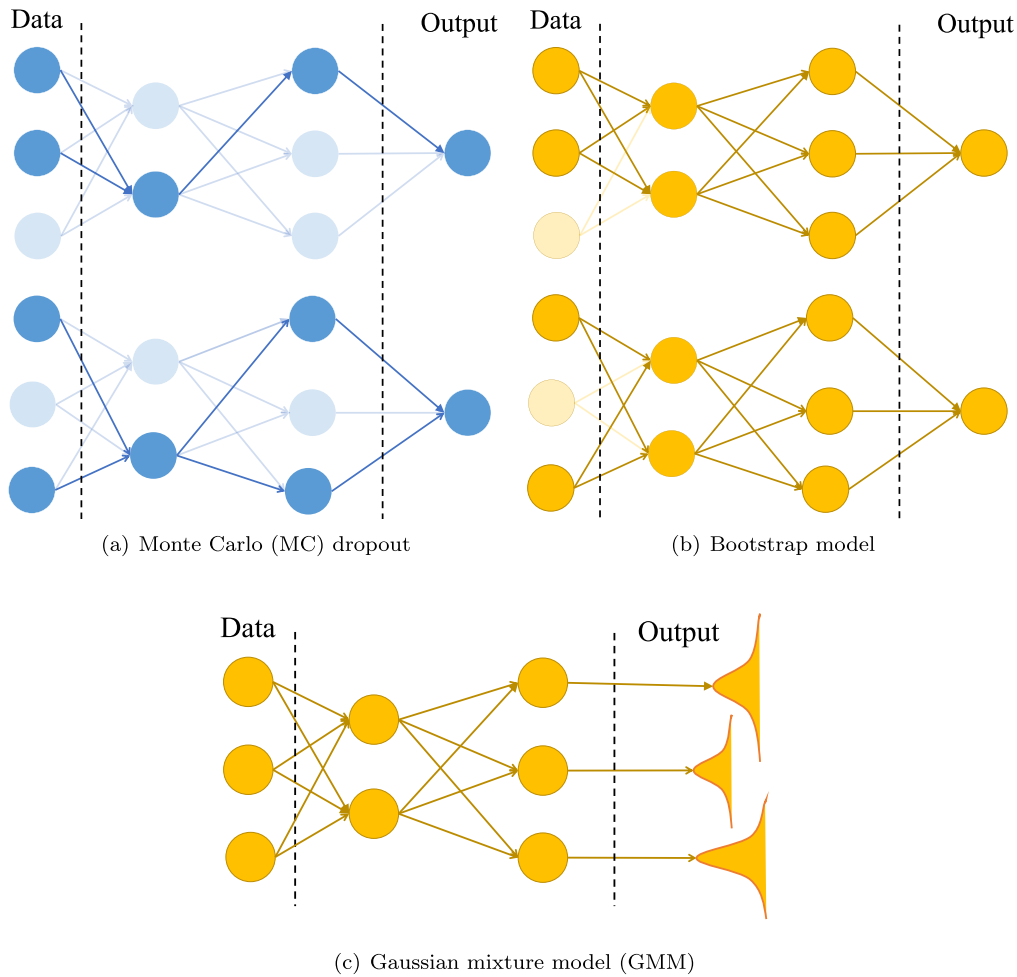 Data
Output
Data
Output
(a) Monte Carlo (MC) dropout
(b) Bootstrap model
Data
Output
(c) Gaussian mixture model (GMM)